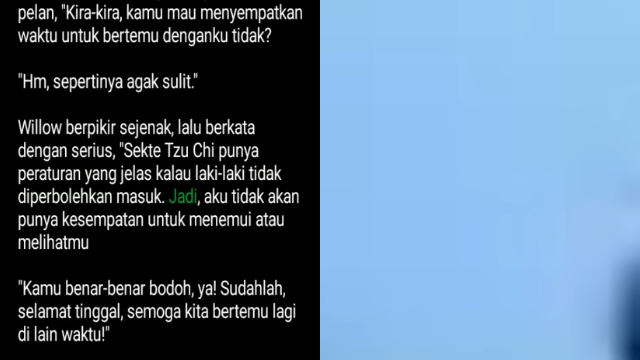 pelan, "Kira-kira, kamu mau menyempatkan
waktu untuk bertemu denganku tidak?
"Hm, sepertinya agak sulit."
Willow berpikir sejenak, lalu berkata
dengan serius, "Sekte Tzu Chi punya
peraturan yang jelas kalau laki-laki tidak
diperbolehkan masuk. Jadi, aku tidak akan
punya kesempatan untuk menemui atau
melihatmu
"Kamu benar-benar bodoh, ya! Sudahlah,
selamat tinggal, semoga kita bertemu lagi
di lain waktu!"